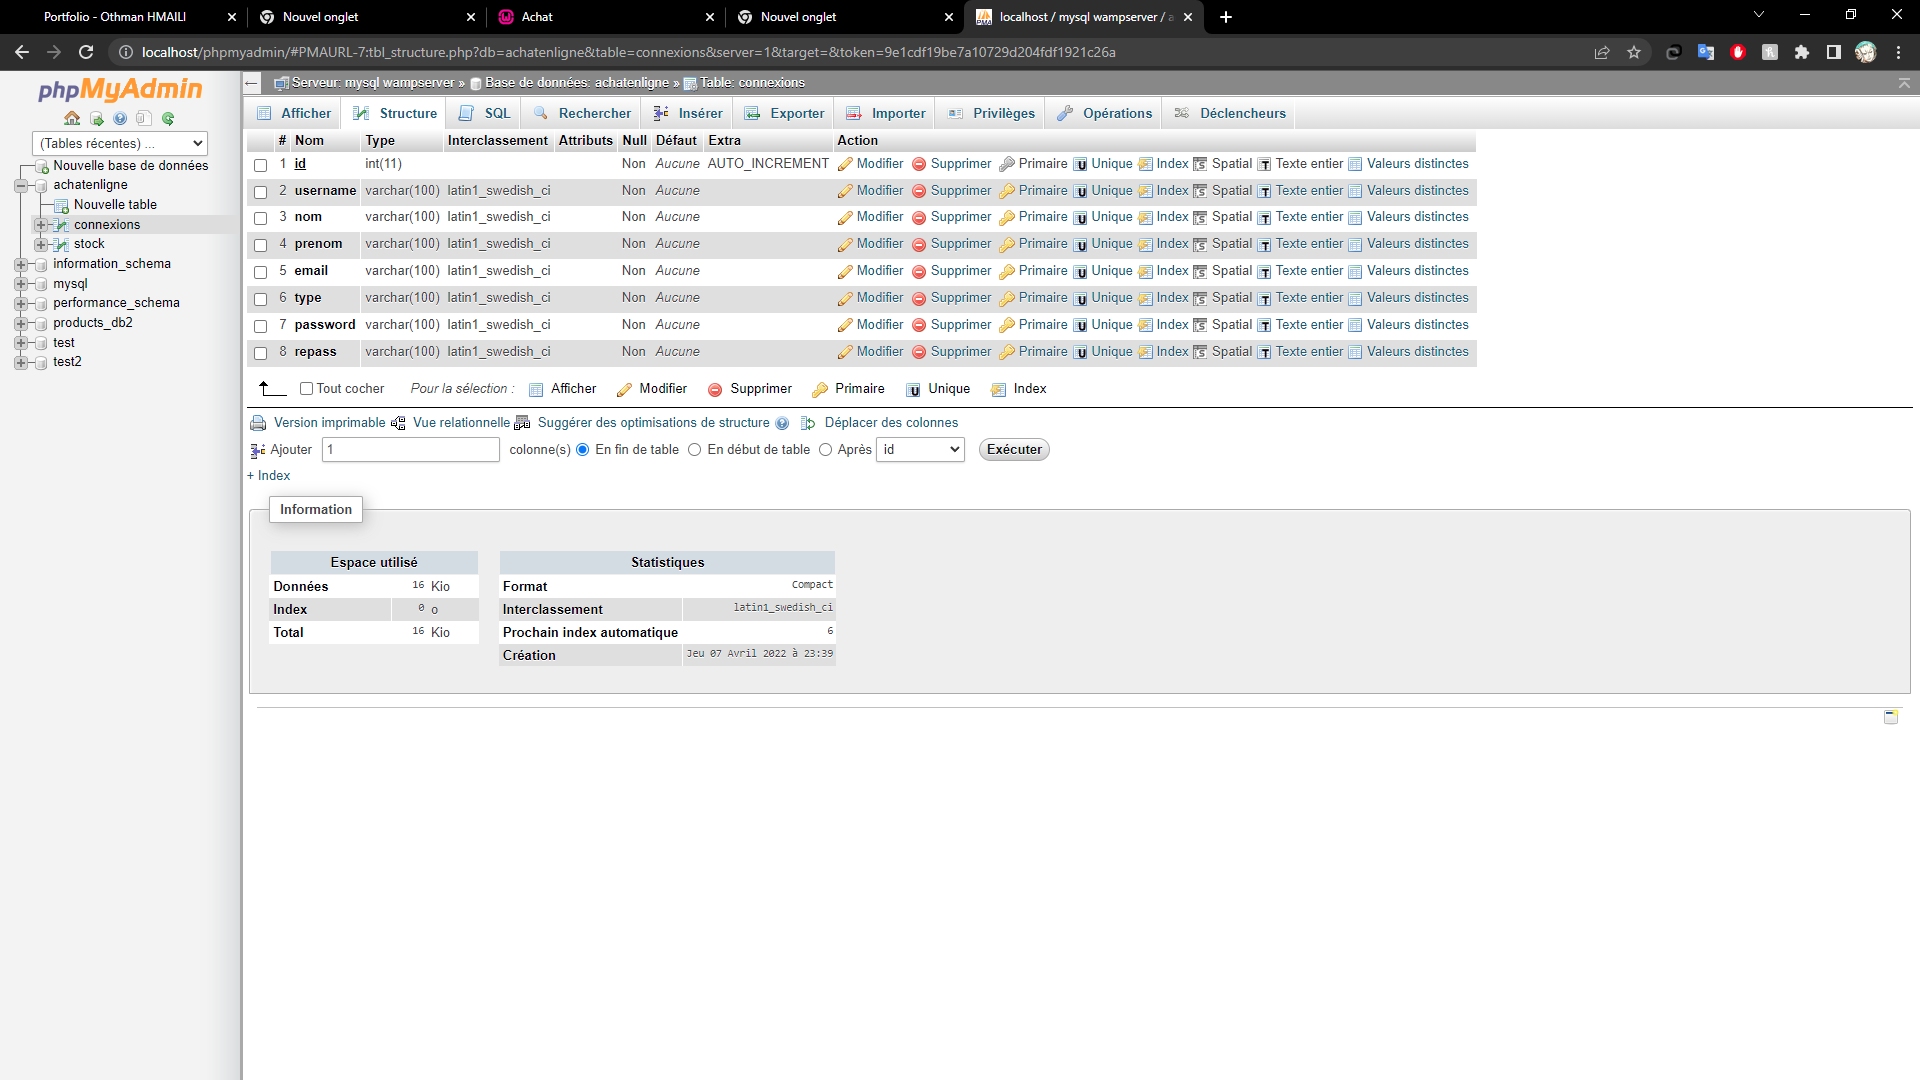 Portfolio - Othman HMAILI
Nouvel onglet
Achat
Nouvel onglet
localhost / mysql wampserver / a
localhost/phpmyadmin/#PMAURL-7:tbl_structure.php?db=achatenligne&table=connexions&server=1&target=&token=9e1cdf19be7a10729d204fdf1921c26a
phpMyAdmin
(Tables récentes) ...
Nouvelle base de données
achatenligne
Nouvelle table
connexions
stock
information_schema
mysql
performance_schema
products_db2
test
test2
Serveur: mysql wampserver » Base de données: achatenligne » Table: connexions
Afficher Structure SQL Rechercher Insérer Exporter Importer Privilèges Opérations Déclencheurs
# Nom Type Interclassement Attributs Null Défaut Extra Action
1 id int(11) Non Aucune AUTO_INCREMENT Modifier Supprimer Primaire Unique Index Spatial Texte entier Valeurs distinctes
2 username varchar(100) latin1_swedish_ci Non Aucune Modifier Supprimer Primaire Unique Index Spatial Texte entier Valeurs distinctes
3 nom varchar(100) latin1_swedish_ci Non Aucune Modifier Supprimer Primaire Unique Index Spatial Texte entier Valeurs distinctes
4 prenom varchar(100) latin1_swedish_ci Non Aucune Modifier Supprimer Primaire Unique Index Spatial Texte entier Valeurs distinctes
5 email varchar(100) latin1_swedish_ci Non Aucune Modifier Supprimer Primaire Unique Index Spatial Texte entier Valeurs distinctes
6 type varchar(100) latin1_swedish_ci Non Aucune Modifier Supprimer Primaire Unique Index Spatial Texte entier Valeurs distinctes
7 password varchar(100) latin1_swedish_ci Non Aucune Modifier Supprimer Primaire Unique Index Spatial Texte entier Valeurs distinctes
8 repass varchar(100) latin1_swedish_ci Non Aucune Modifier Supprimer Primaire Unique Index Spatial Texte entier Valeurs distinctes
Tout cocher Pour la sélection : Afficher Modifier Supprimer Primaire Unique Index
Version imprimable Vue relationnelle Suggérer des optimisations de structure Déplacer des colonnes
Ajouter 1 colonne(s) En fin de table En début de table Après id Exécuter
+ Index
Information
Espace utilisé
Données 16 Kio
Index 0 o
Total 16 Kio
Statistiques
Format Compact
Interclassement latin1_swedish_ci
Prochain index automatique 6
Création Jeu 07 Avril 2022 à 23:39